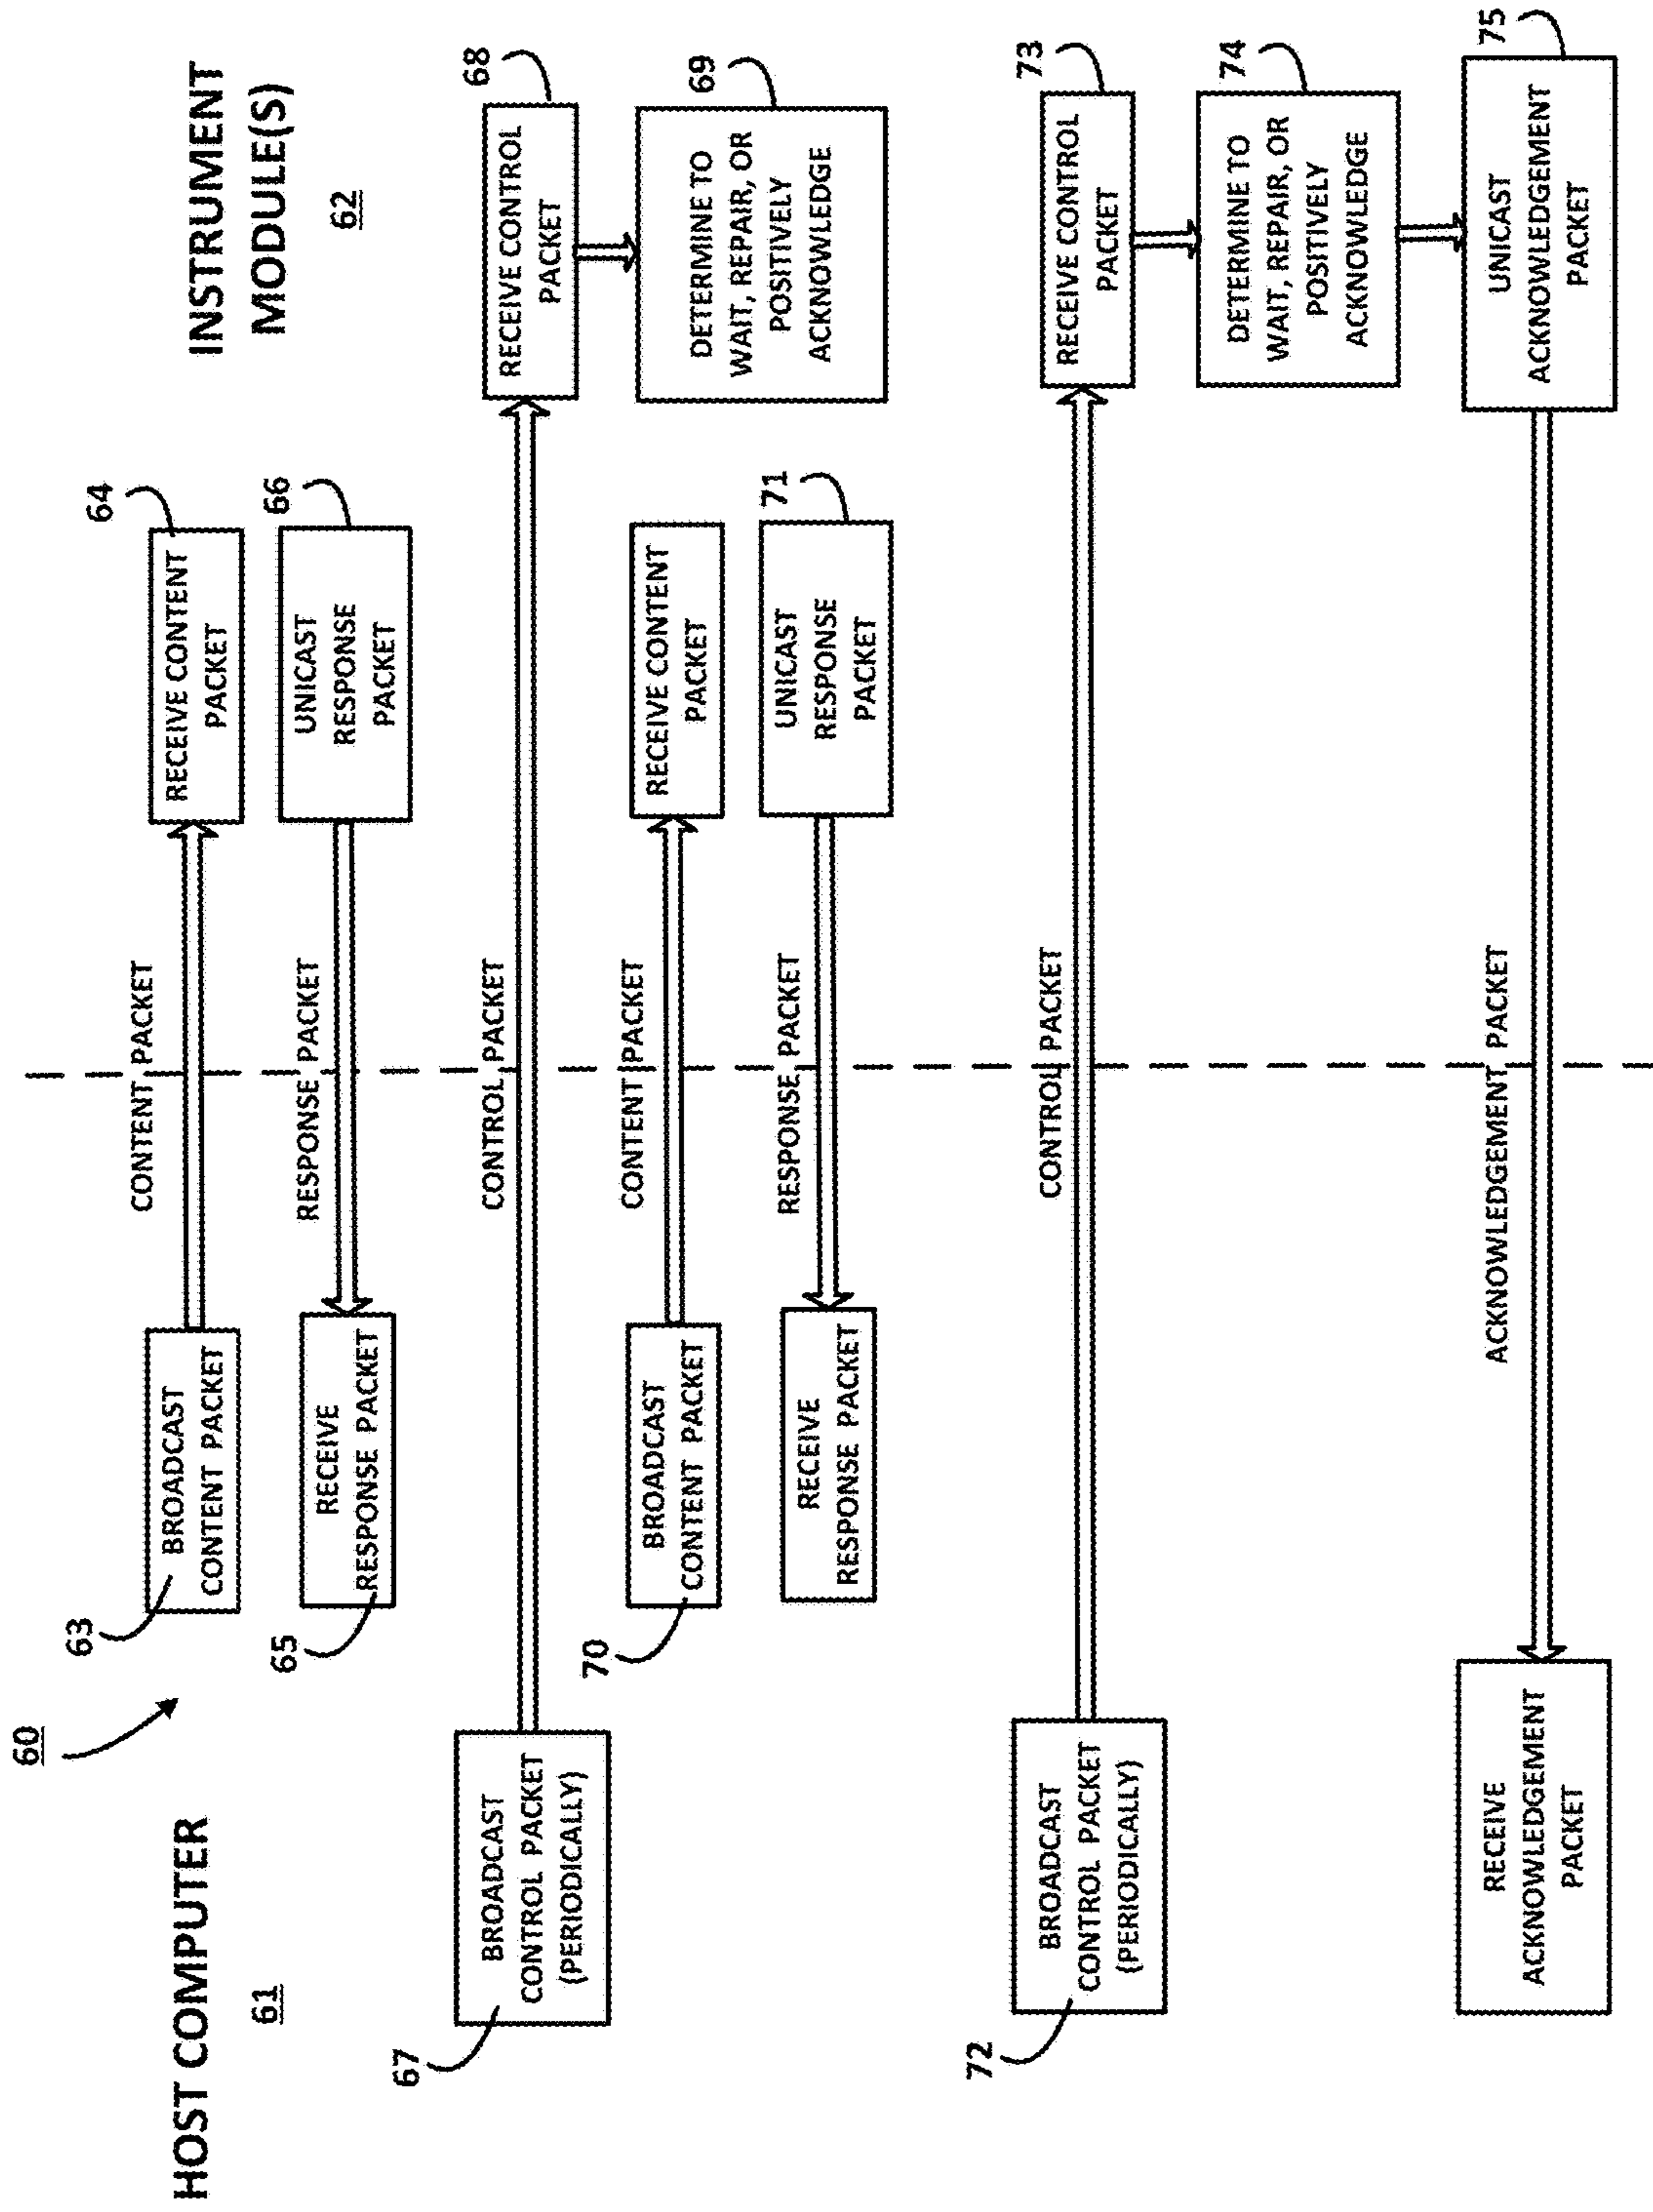 60
HOST COMPUTER
61
INSTRUMENT
MODULE(S)
62
63
BROADCAST
CONTENT PACKET
CONTENT PACKET
64
RECEIVE CONTENT
PACKET
65
RECEIVE
RESPONSE PACKET
RESPONSE PACKET
66
UNICAST
RESPONSE
PACKET
67
BROADCAST
CONTROL PACKET
(PERIODICALLY)
CONTROL PACKET
68
RECEIVE CONTROL
PACKET
69
DETERMINE TO
WAIT, REPAIR, OR
POSITIVELY
ACKNOWLEDGE
70
BROADCAST
CONTENT PACKET
CONTENT PACKET
RECEIVE CONTENT
PACKET
RECEIVE
RESPONSE PACKET
RESPONSE PACKET
71
UNICAST
RESPONSE
PACKET
72
BROADCAST
CONTROL PACKET
(PERIODICALLY)
CONTROL PACKET
73
RECEIVE CONTROL
PACKET
74
DETERMINE TO
WAIT, REPAIR, OR
POSITIVELY
ACKNOWLEDGE
RECEIVE
ACKNOWLEDGEMENT
PACKET
ACKNOWLEDGEMENT PACKET
75
UNICAST
ACKNOWLEDGEMENT
PACKET